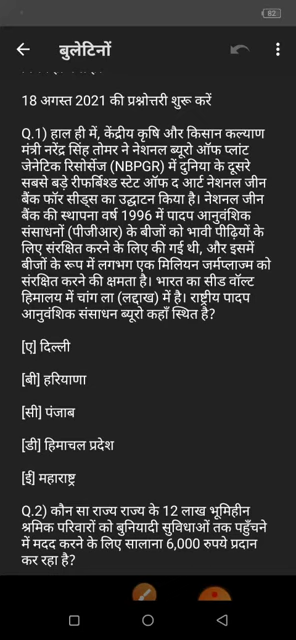 82
बुलेटिनों
18 अगस्त 2021 की प्रश्नोत्तरी शुरू करें
Q.1) हाल ही में, केंद्रीय कृषि और किसान कल्याण
मंत्री नरेंद्र सिंह तोमर ने नेशनल ब्यूरो ऑफ प्लांट
जेनेटिक रिसोर्सेज (NBPGR) में दुनिया के दूसरे
सबसे बड़े रीफर्बिश्ड स्टेट ऑफ द आर्ट नेशनल जीन
बैंक फॉर सीड्स का उद्घाटन किया है। नेशनल जीन
बैंक की स्थापना वर्ष 1996 में पादप आनुवंशिक
संसाधनों (पीजीआर) के बीजों को भावी पीढ़ियों के
लिए संरक्षित करने के लिए की गई थी, और इसमें
बीजों के रूप में लगभग एक मिलियन जर्मप्लाज्म को
संरक्षित करने की क्षमता है। भारत का सीड वॉल्ट
हिमालय में चांग ला (लद्दाख) में है। राष्ट्रीय पादप
आनुवंशिक संसाधन ब्यूरो कहाँ स्थित है?
[ए] दिल्ली
[बी] हरियाणा
[सी] पंजाब
[डी] हिमाचल प्रदेश
[ई] महाराष्ट्र
Q.2) कौन सा राज्य राज्य के 12 लाख भूमिहीन
श्रमिक परिवारों को बुनियादी सुविधाओं तक पहुँचने
में मदद करने के लिए सालाना 6,000 रुपये प्रदान
कर रहा है?